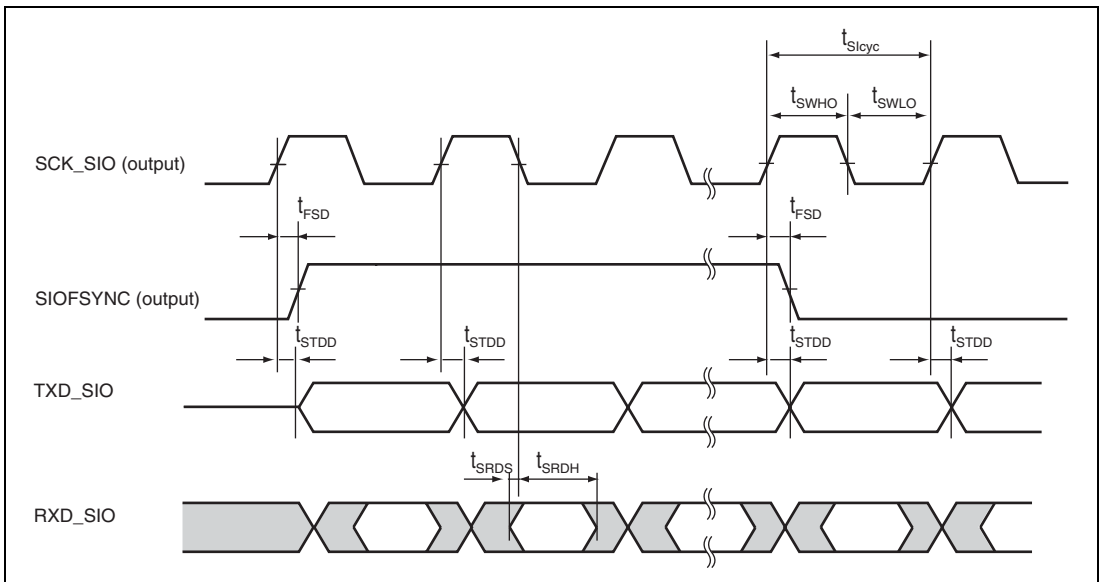 tSIcyc
tSWHO tSWLO
SCK_SIO (output)
tFSD tFSD
SIOFSYNC (output)
tSTDD tSTDD tSTDD tSTDD
TXD_SIO
tSRDS tSRDH
RXD_SIO